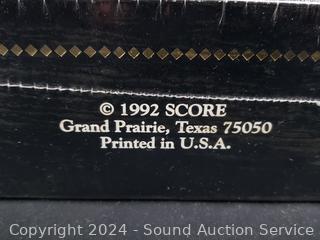 © 1992 SCORE
Grand Prairie, Texas 75050
Printed in U.S.A.
Copyright 2024 - Sound Auction Service